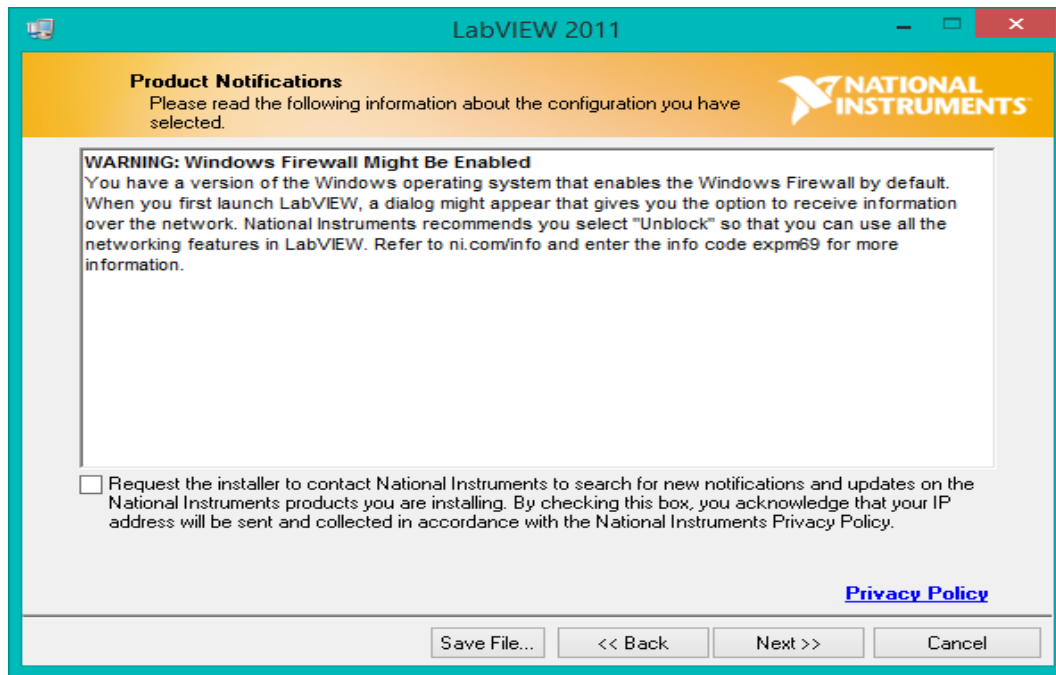 LabVIEW 2011
Product Notifications
Please read the following information about the configuration you have
selected.
NATIONAL
INSTRUMENTS
WARNING: Windows Firewall Might Be Enabled
You have a version of the Windows operating system that enables the Windows Firewall by default.
When you first launch LabVIEW, a dialog might appear that gives you the option to receive information
over the network. National Instruments recommends you select "Unblock" so that you can use all the
networking features in LabVIEW. Refer to ni.com/info and enter the info code expm69 for more
information.
Request the installer to contact National Instruments to search for new notifications and updates on the
National Instruments products you are installing. By checking this box, you acknowledge that your IP
address will be sent and collected in accordance with the National Instruments Privacy Policy.
Privacy Policy
Save File... << Back Next >> Cancel